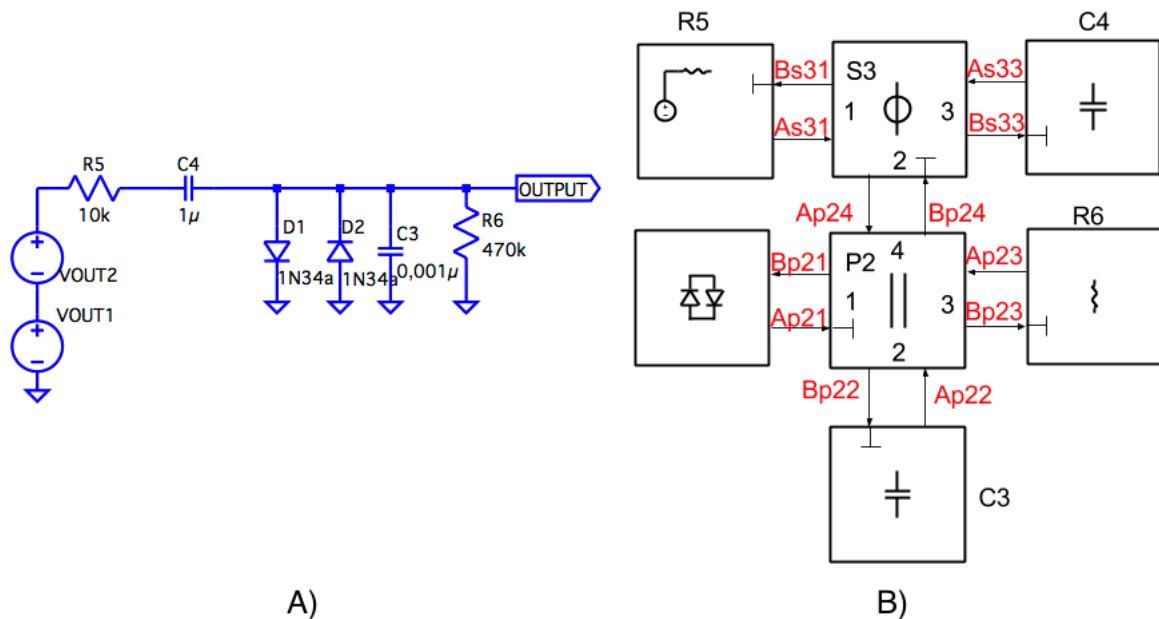 R5
10k
C4
1µ
OUTPUT
D1
1N34a
D2
1N34a
C3
0,001µ
R6
470k
VOUT2
VOUT1
A)
R5
C4
Bs31
S3
As33
1
3
As31
Bs33
2
Ap24
Bp24
R6
Bp21
P2
4
Ap23
1
3
Ap21
Bp23
2
Bp22
Ap22
C3
B)